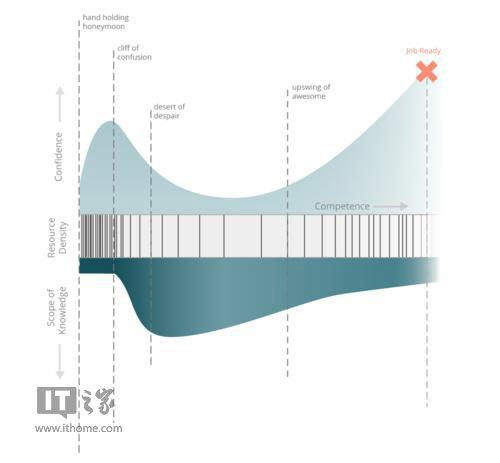 hand holding
honeymoon
cliff of
confusion
desert of
despair
upswing of
awesome
Job Ready
Confidence
Competence
Resource
Density
Scope of
Knowledge
IT之家
www.ithome.com